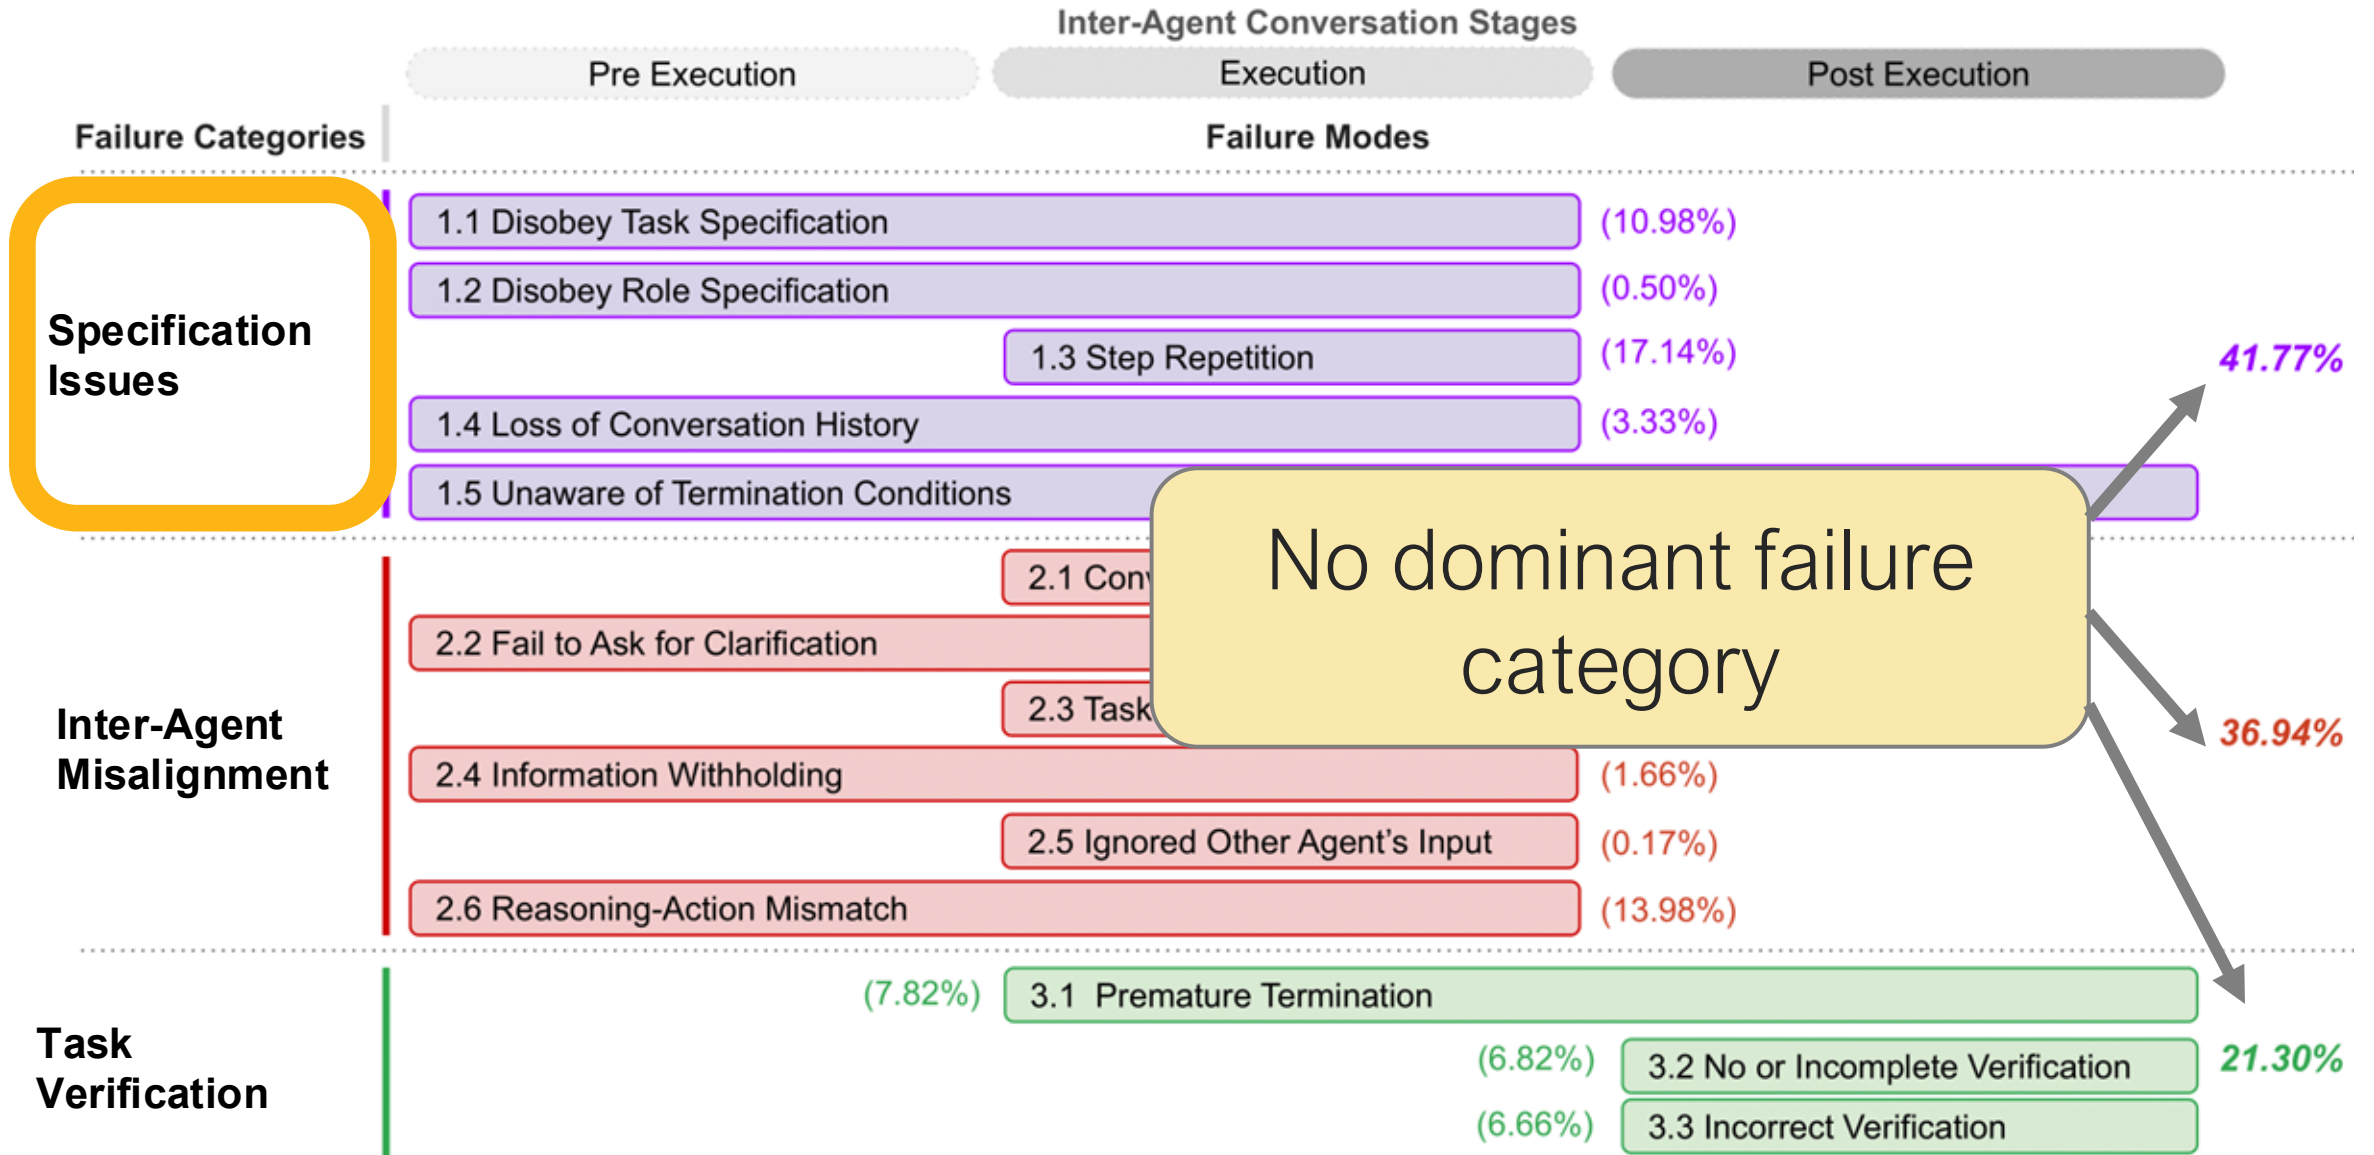 Inter-Agent Conversation Stages
Pre Execution
Execution
Post Execution
Failure Categories
Failure Modes
Specification
Issues
1.1 Disobey Task Specification
(10.98%)
1.2 Disobey Role Specification
(0.50%)
1.3 Step Repetition
(17.14%)
1.4 Loss of Conversation History
(3.33%)
1.5 Unaware of Termination Conditions
41.77%
No dominant failure
category
Inter-Agent
Misalignment
2.1
2.2 Fail to Ask for Clarification
2.3 Task
2.4 Information Withholding
(1.66%)
2.5 Ignored Other Agent's Input
(0.17%)
2.6 Reasoning-Action Mismatch
(13.98%)
36.94%
Task
Verification
(7.82%)
3.1 Premature Termination
(6.82%)
3.2 No or Incomplete Verification
(6.66%)
3.3 Incorrect Verification
21.30%